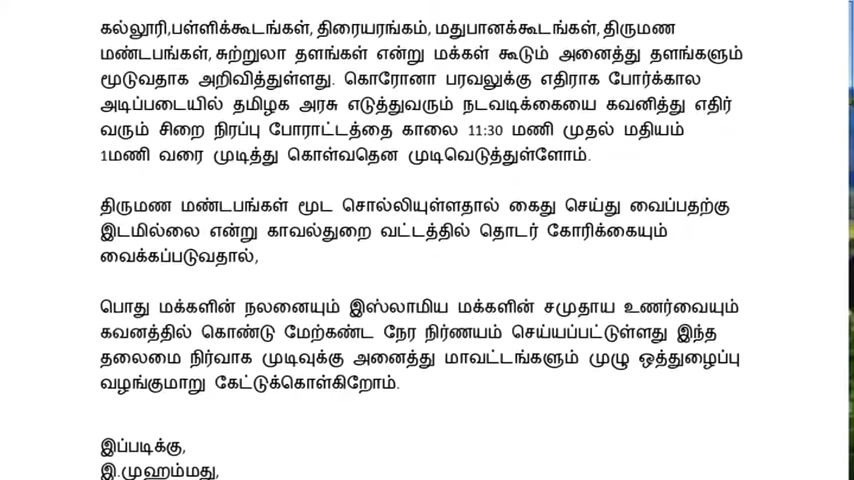 கல்லூரி,பள்ளிக்கூடங்கள், திரையரங்கம், மதுபானக்கூடங்கள், திருமண
மண்டபங்கள், சுற்றுலா தளங்கள் என்று மக்கள் கூடும் அனைத்து தளங்களும்
மூடுவதாக அறிவித்துள்ளது. கொரோனா பரவலுக்கு எதிராக போர்க்கால
அடிப்படையில் தமிழக அரசு எடுத்துவரும் நடவடிக்கையை கவனித்து எதிர்
வரும் சிறை நிரப்பு போராட்டத்தை காலை 11:30 மணி முதல் மதியம்
1மணி வரை முடித்து கொள்வதென முடிவெடுத்துள்ளோம்.
திருமண மண்டபங்கள் மூட சொல்லியுள்ளதால் கைது செய்து வைப்பதற்கு
இடமில்லை என்று காவல்துறை வட்டத்தில் தொடர் கோரிக்கையும்
வைக்கப்படுவதால்,
பொது மக்களின் நலனையும் இஸ்லாமிய மக்களின் சமுதாய உணர்வையும்
கவனத்தில் கொண்டு மேற்கண்ட நேர நிர்ணயம் செய்யப்பட்டுள்ளது இந்த
தலைமை நிர்வாக முடிவுக்கு அனைத்து மாவட்டங்களும் முழு ஒத்துழைப்பு
வழங்குமாறு கேட்டுக்கொள்கிறோம்.
இப்படிக்கு,
இ.முஹம்மது,